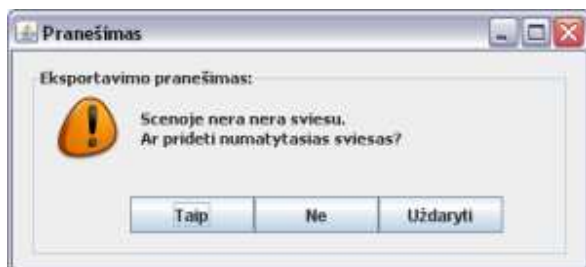 Pranešimas
Eksportavimo pranešimas:
Scenoje nera nera sviesu.
Ar prideti numatytasias sviesas?
Taip Ne Uždaryti